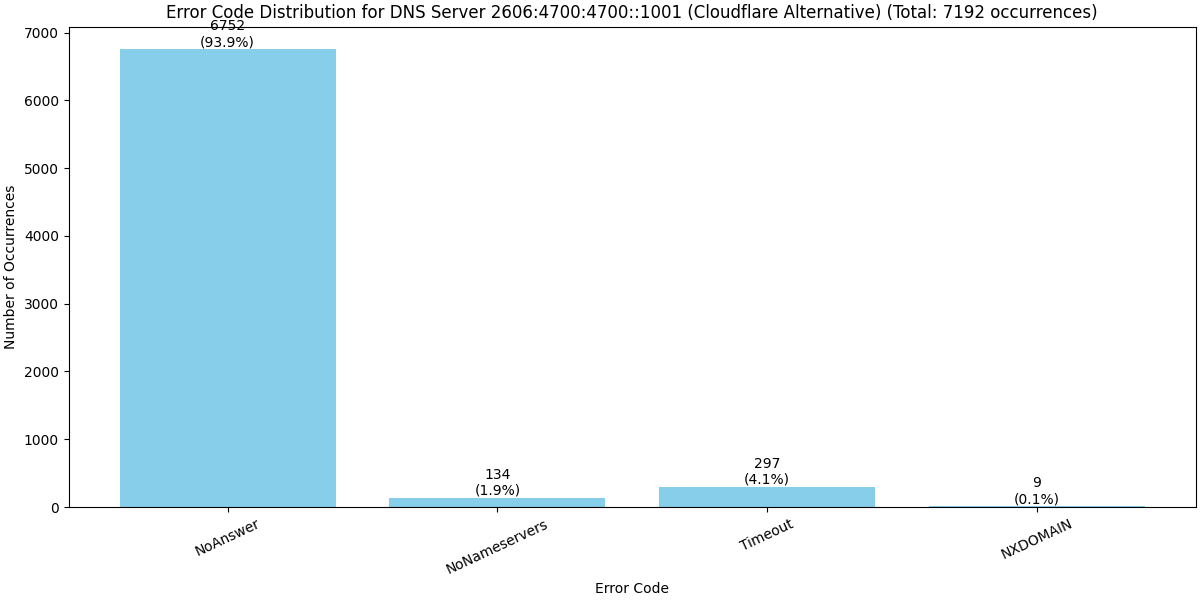 Error Code Distribution for DNS Server 2606:4700:4700::1001 (Cloudflare Alternative) (Total: 7192 occurrences)
Number of Occurrences
7000
6000
5000
4000
3000
2000
1000
0
6752
(93.9%)
134
(1.9%)
297
(4.1%)
9
(0.1%)
NoAnswer
NoNameservers
Timeout
NXDOMAIN
Error Code